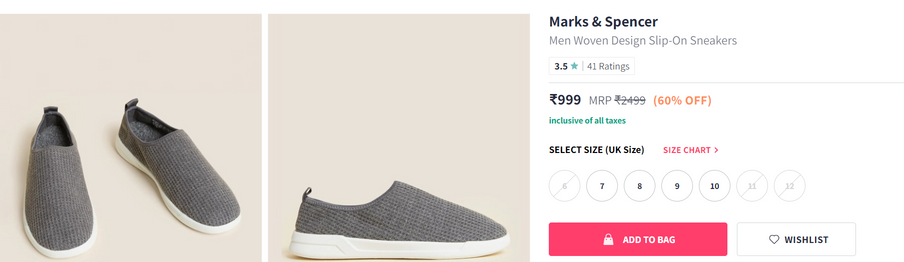 Marks & Spencer
Men Woven Design Slip-On Sneakers
3.5 ★ | 41 Ratings
₹999 MRP ₹2499 (60% OFF)
inclusive of all taxes
SELECT SIZE (UK Size) SIZE CHART >
6 7 8 9 10 11 12
ADD TO BAG WISHLIST